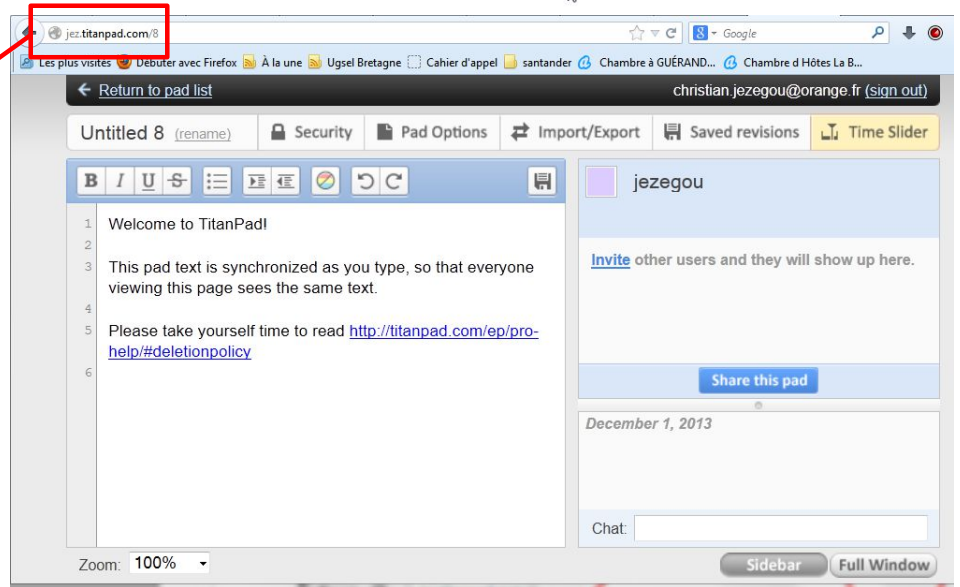 jez.titanpad.com/8
Google
Les plus visités Débuter avec Firefox À la une Ugsel Bretagne Cahier d'appel santander Chambre à GUÉRAND... Chambre d Hôtes La B...
Return to pad list christian.jezegou@orange.fr (sign out)
Untitled 8 (rename) Security Pad Options Import/Export Saved revisions Time Slider
B I U S
jezegou
1 Welcome to TitanPad!
2
3 This pad text is synchronized as you type, so that everyone
viewing this page sees the same text.
4
5 Please take yourself time to read http://titanpad.com/ep/pro-
help/#deletionpolicy
6
Invite other users and they will show up here.
Share this pad
December 1, 2013
Chat:
Zoom: 100%
Sidebar Full Window